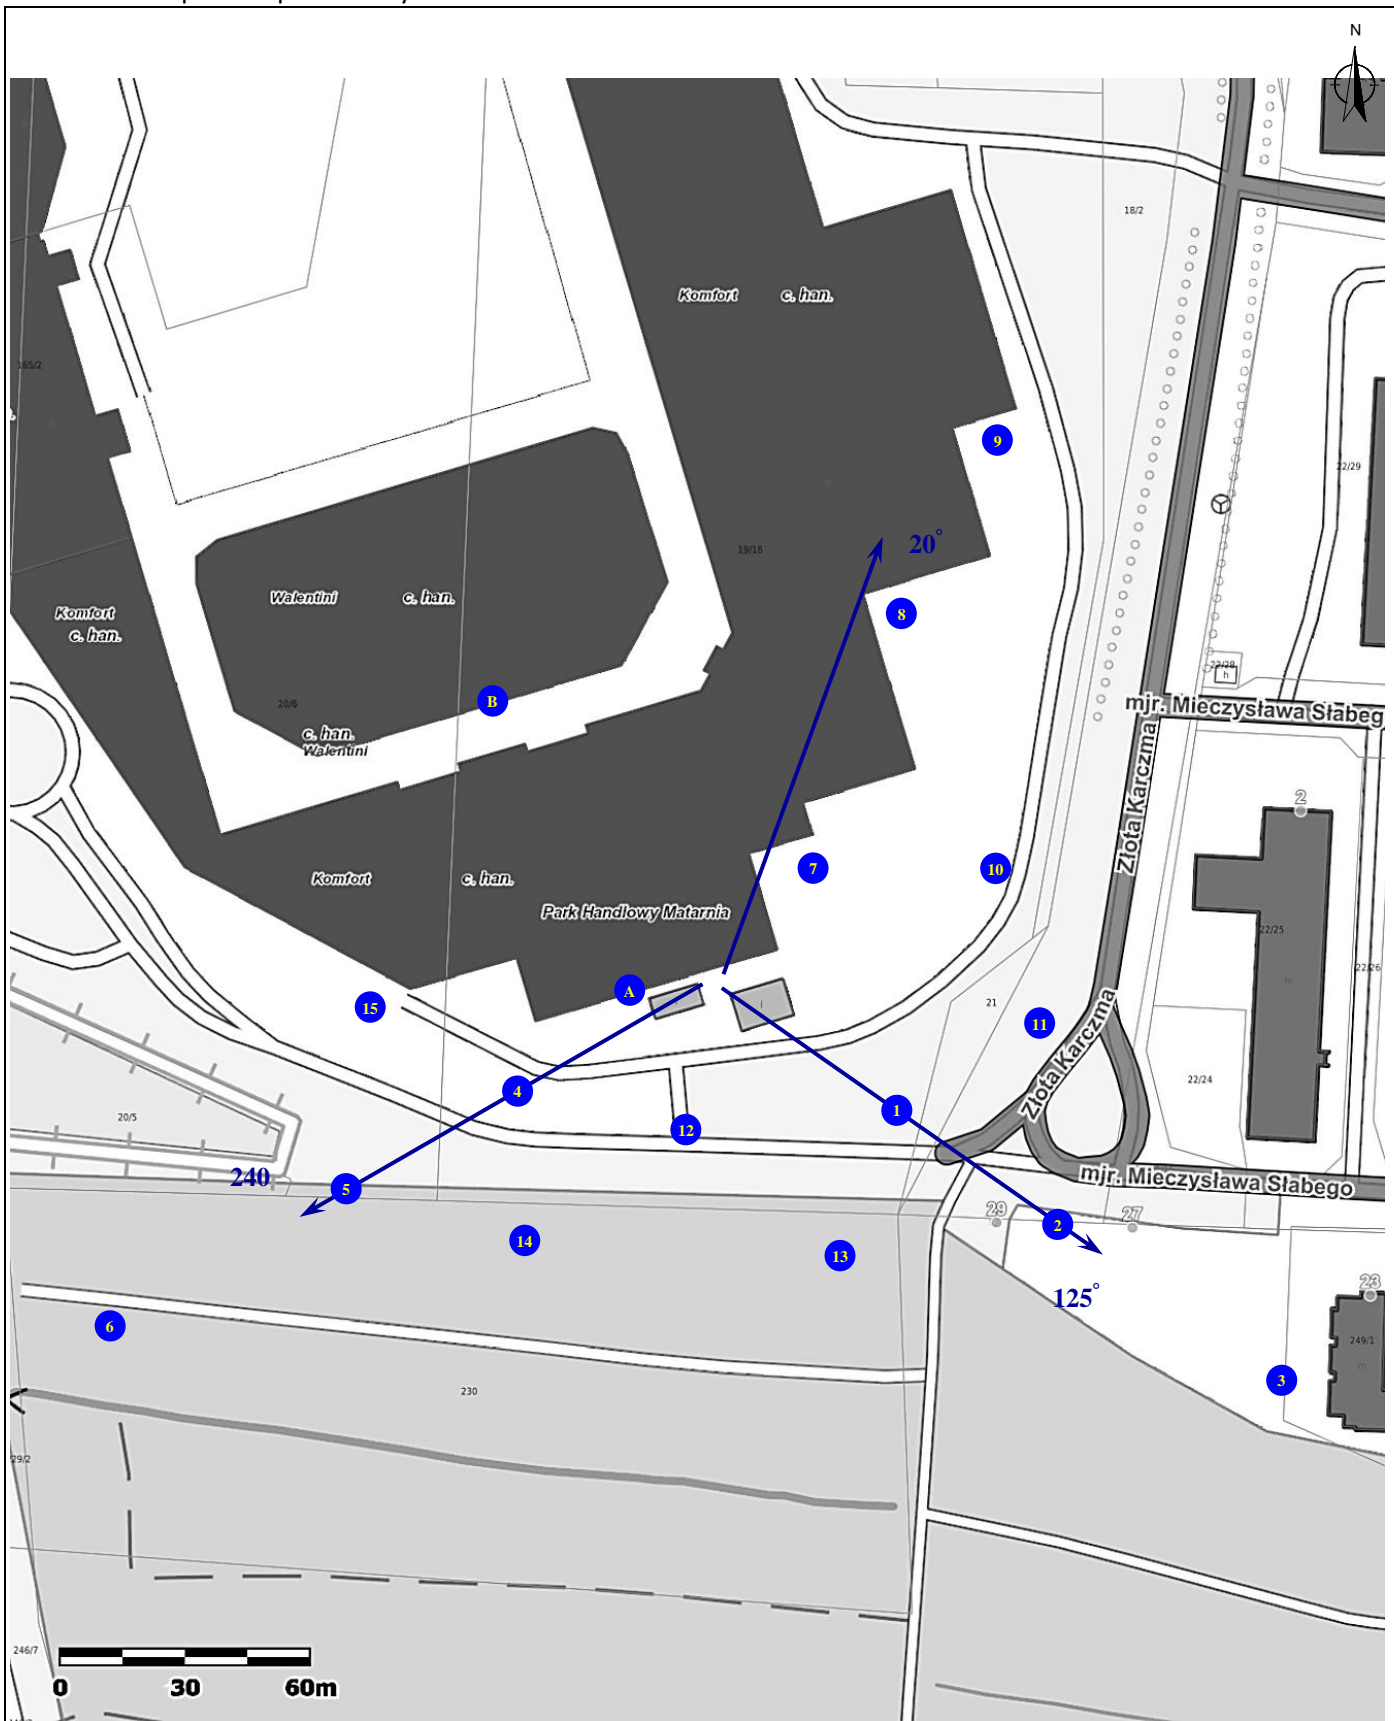 N
18/2
Komfort c. han.
165/2
9
22/29
20°
19/16
Walentini c. han.
Komfort
c. han.
8
22/28
h
B
20/6
mjr. Mieczysława Słabeg
c. han.
Walentini
Złota Karczma
2
7
10
Komfort c. han.
Park Handlowy Matarnia
22/25
22/26
m
A
i
15
21
11
Złota Karczma
22/24
4
1
20/5
12
240
5
mjr. Mieczysława Słabego
29
2
27
14
13
125°
23
6
249/1
m
3
230
29/2
246/7
0 30 60m